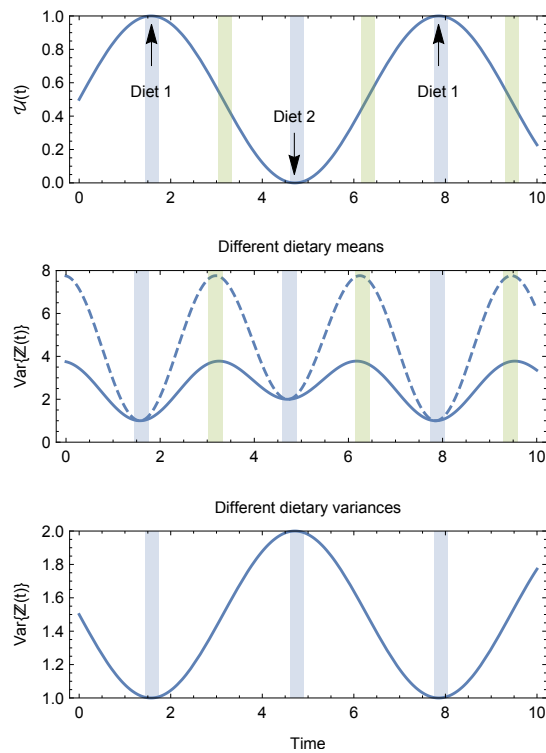 1.0
0.8
0.6
0.4
0.2
0.0
𝒰(t)
Diet 1
Diet 2
Diet 1
0 2 4 6 8 10
Different dietary means
8
6
4
2
0
Var{ℤ(t)}
0 2 4 6 8 10
Different dietary variances
2.0
1.8
1.6
1.4
1.2
1.0
Var{ℤ(t)}
0 2 4 6 8 10
Time